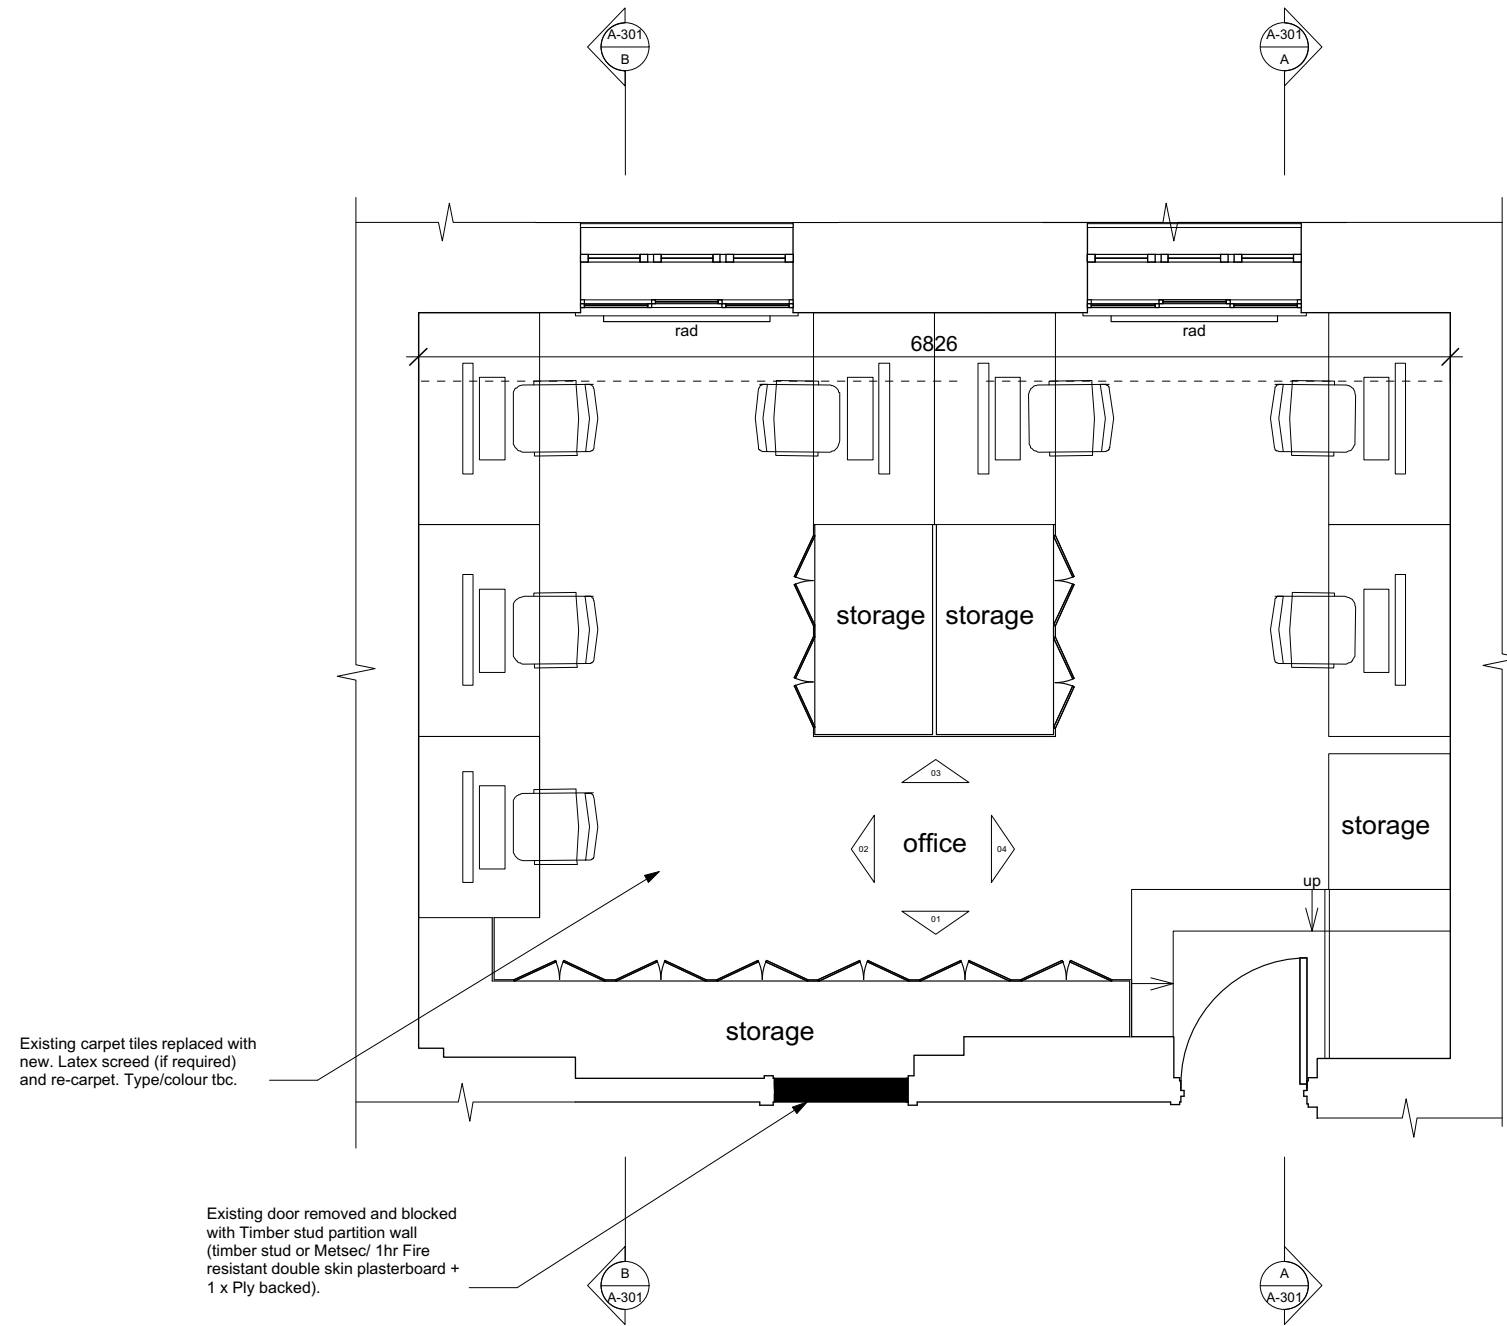 A-301
B
A-301
A
rad
rad
6826
storage
storage
03
storage
02
office
04
up
01
storage
Existing carpet tiles replaced with
new. Latex screed (if required)
and re-carpet. Type/colour tbc.
Existing door removed and blocked
with Timber stud partition wall
(timber stud or Metsec/ 1hr Fire
resistant double skin plasterboard +
1 x Ply backed).
B
A-301
A
A-301